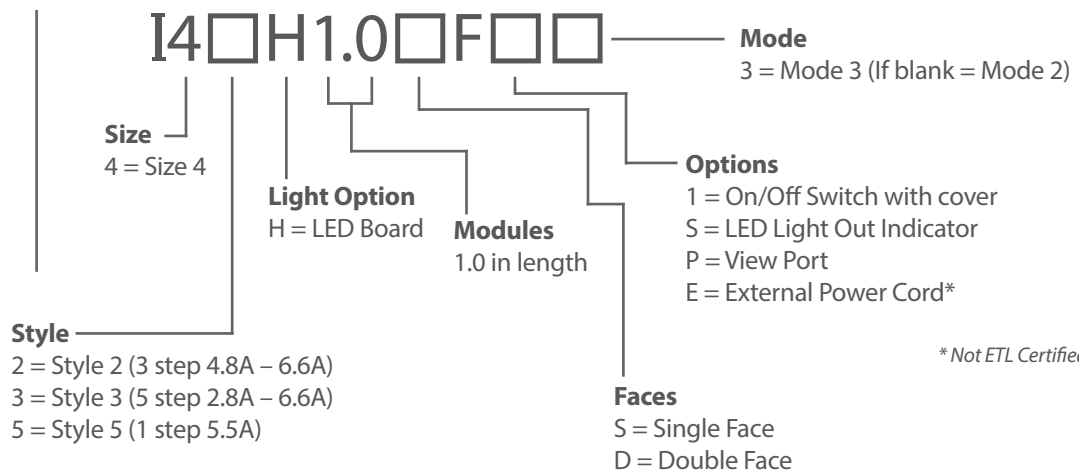 I4□H1.0□F□□
Mode
3 = Mode 3 (If blank = Mode 2)
Size
4 = Size 4
Light Option
H = LED Board
Modules
1.0 in length
Options
1 = On/Off Switch with cover
S = LED Light Out Indicator
P = View Port
E = External Power Cord*
Style
2 = Style 2 (3 step 4.8A – 6.6A)
3 = Style 3 (5 step 2.8A – 6.6A)
5 = Style 5 (1 step 5.5A)
* Not ETL Certified
Faces
S = Single Face
D = Double Face